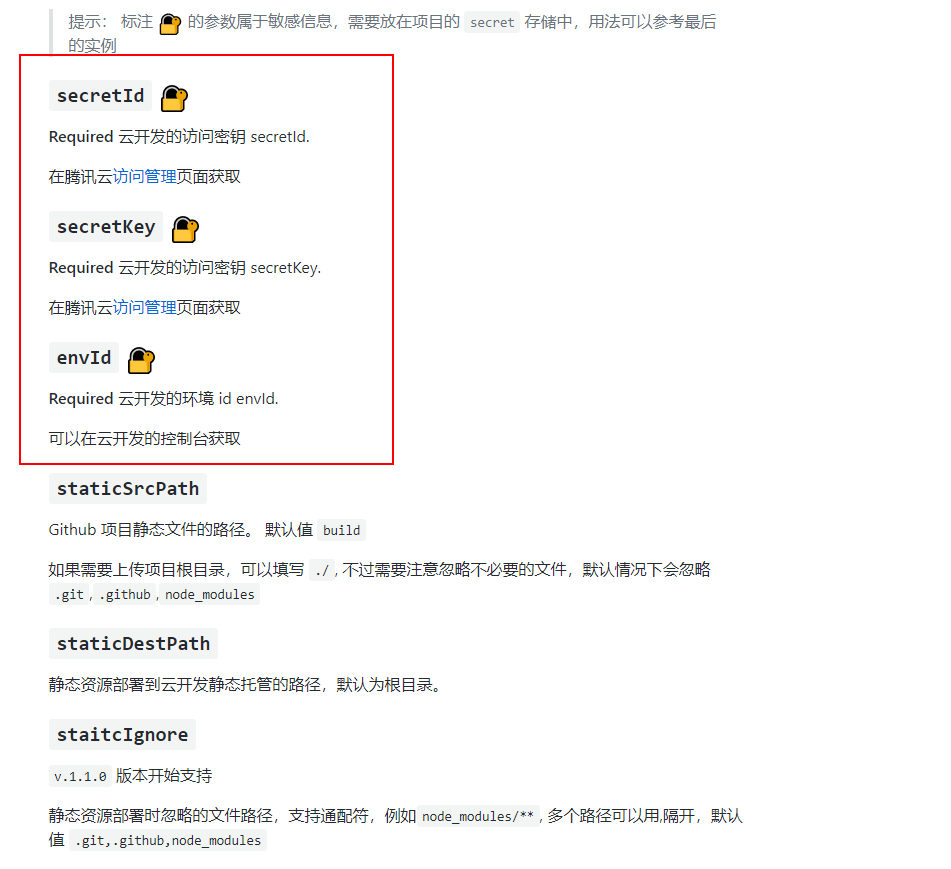 提示： 标注 的参数属于敏感信息，需要放在项目的 secret 存储中，用法可以参考最后
的实例
secretId
Required 云开发的访问密钥 secretId.
在腾讯云访问管理页面获取
secretKey
Required 云开发的访问密钥 secretKey.
在腾讯云访问管理页面获取
envId
Required 云开发的环境 id envId.
可以在云开发的控制台获取
staticSrcPath
Github 项目静态文件的路径。 默认值 build
如果需要上传项目根目录，可以填写 ./ , 不过需要注意忽略不必要的文件，默认情况下会忽略
.git , .github , node_modules
staticDestPath
静态资源部署到云开发静态托管的路径，默认为根目录。
staitcIgnore
v.1.1.0 版本开始支持
静态资源部署时忽略的文件路径，支持通配符，例如 node_modules/** , 多个路径可以用,隔开，默认
值 .git,.github,node_modules